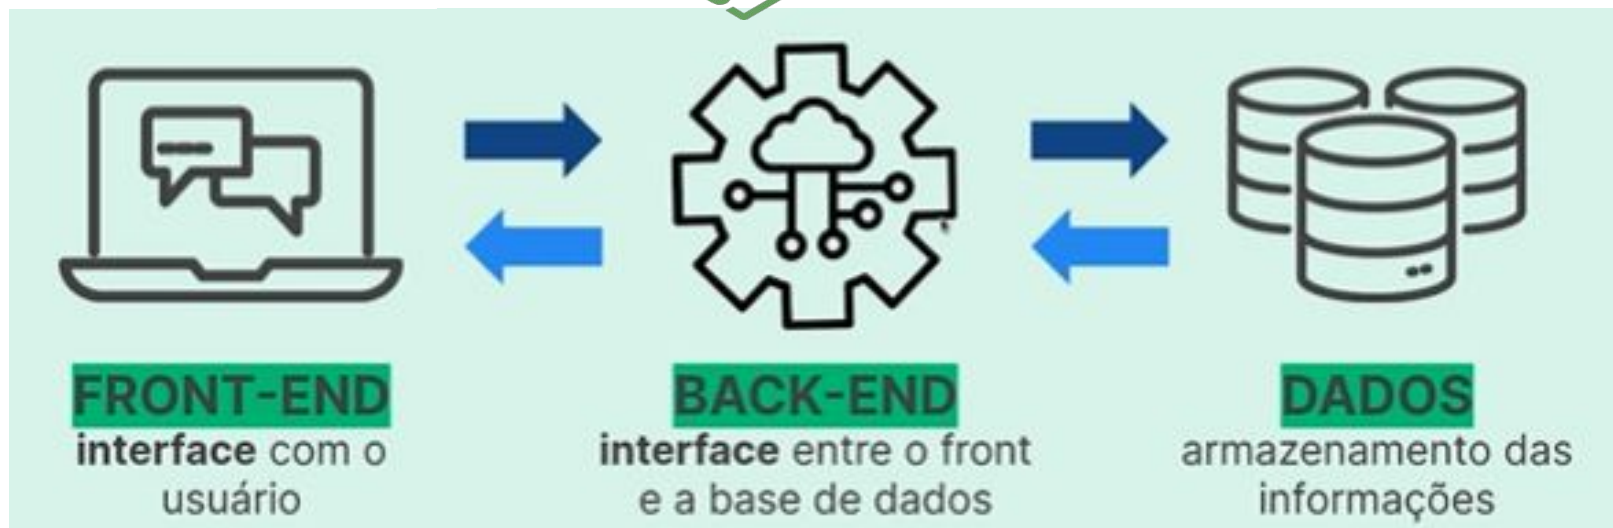 FRONT-END
interface com o
usuário
BACK-END
interface entre o front
e a base de dados
DADOS
armazenamento das
informações